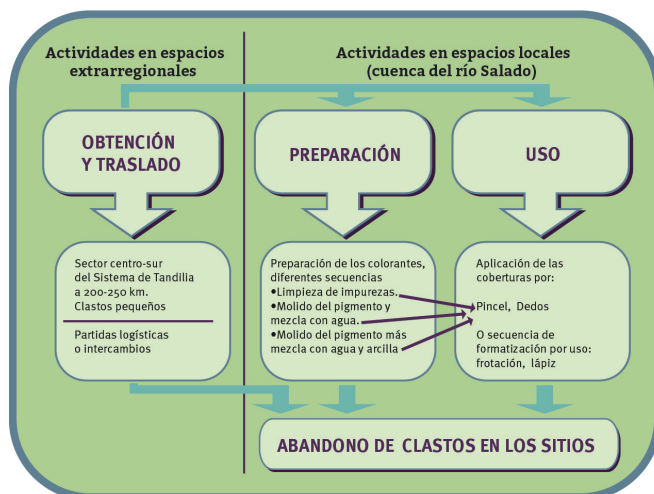 Actividades en espacios
extrarregionales
Actividades en espacios locales
(cuenca del río Salado)
OBTENCIÓN
Y TRASLADO
PREPARACIÓN
USO
Sector centro-sur
del Sistema de Tandilia
a 200-250 km.
Clastos pequeños
Partidas logísticas
o intercambios
Preparación de los colorantes,
diferentes secuencias
•Limpieza de impurezas.
•Molido del pigmento y
mezcla con agua.
•Molido del pigmento más
mezcla con agua y arcilla
Aplicación de las
coberturas por:
Pincel, Dedos
O secuencia de
formatización por uso:
frotación, lápiz
ABANDONO DE CLASTOS EN LOS SITIOS